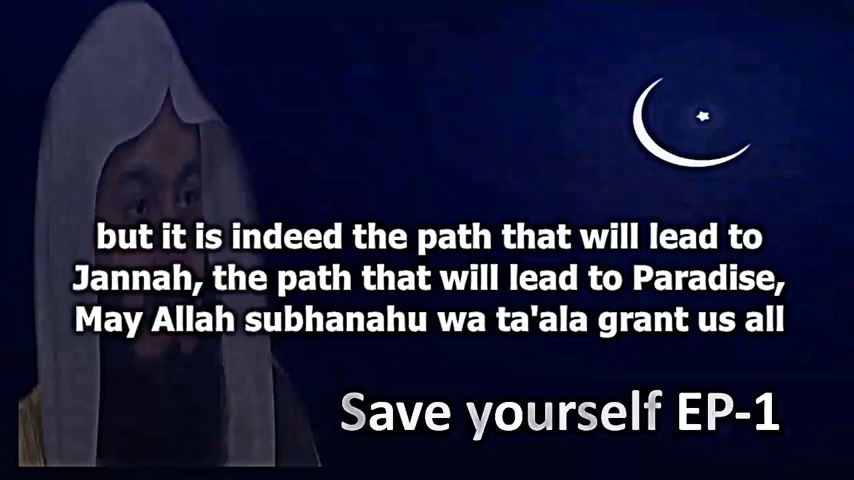 but it is indeed the path that will lead to
Jannah, the path that will lead to Paradise,
May Allah subhanahu wa ta'ala grant us all
Save yourself EP-1